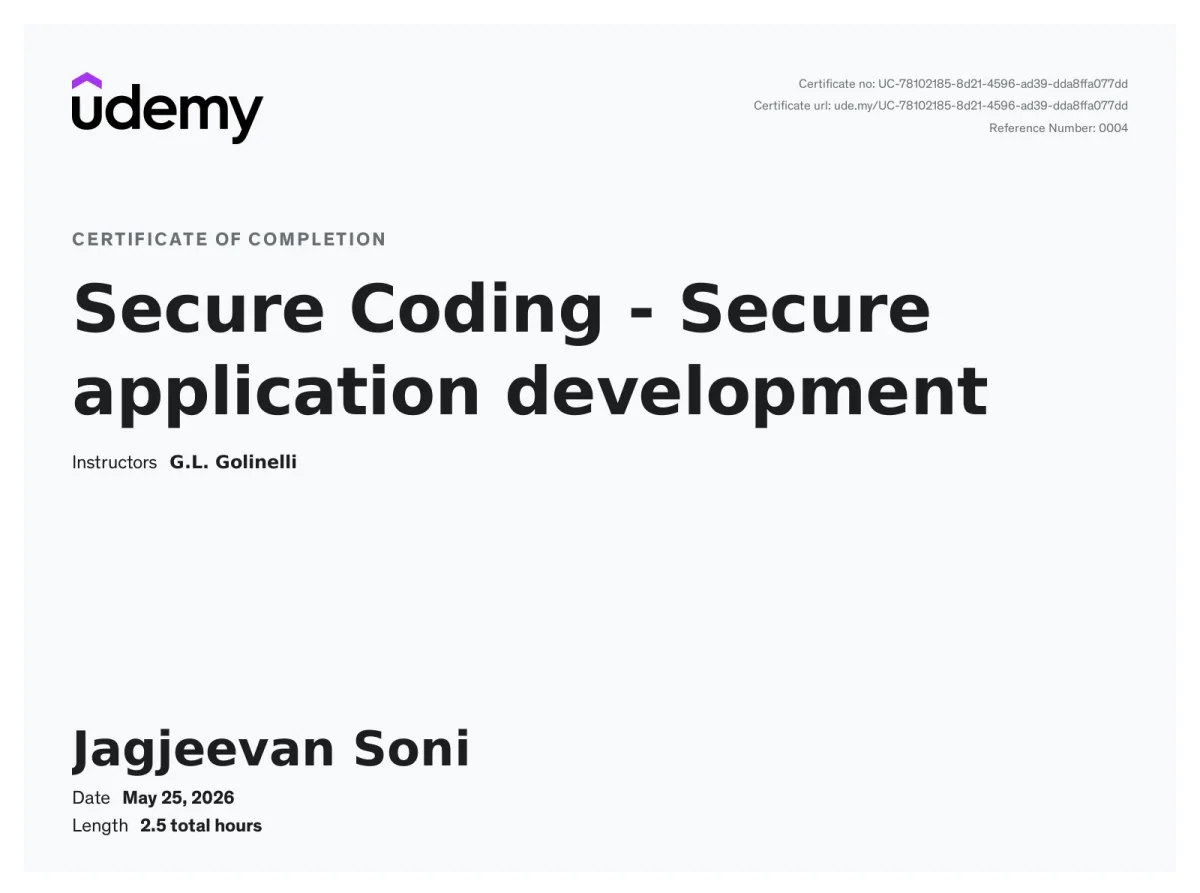 udemy
Certificate no: UC-78102185-8d21-4596-ad39-dda8ffa077dd
Certificate url: ude.my/UC-78102185-8d21-4596-ad39-dda8ffa077dd
Reference Number: 0004
CERTIFICATE OF COMPLETION
Secure Coding - Secure
application development
Instructors G.L. Golinelli
Jagjeevan Soni
Date May 25, 2026
Length 2.5 total hours